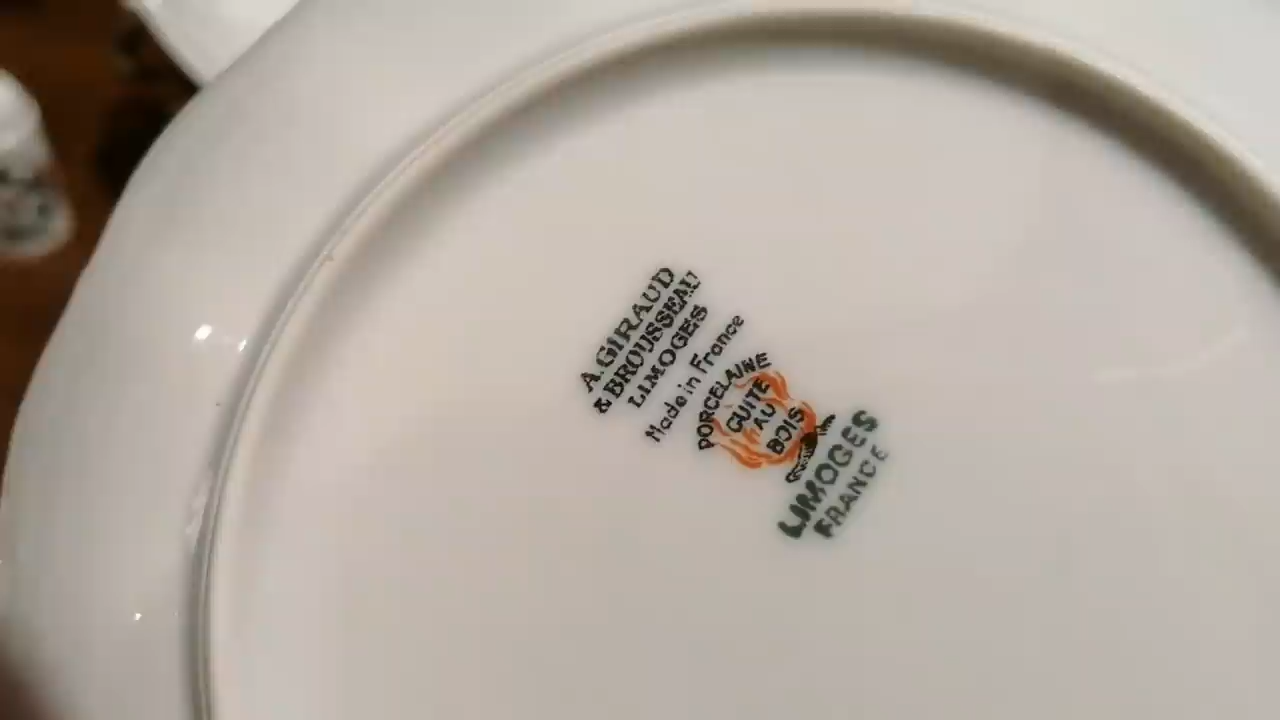 A. GIRAUD
& BROUSSEAU
LIMOGES
Made in France
PORCELAINE
CUITE
AU
BOIS
LIMOGES
FRANCE